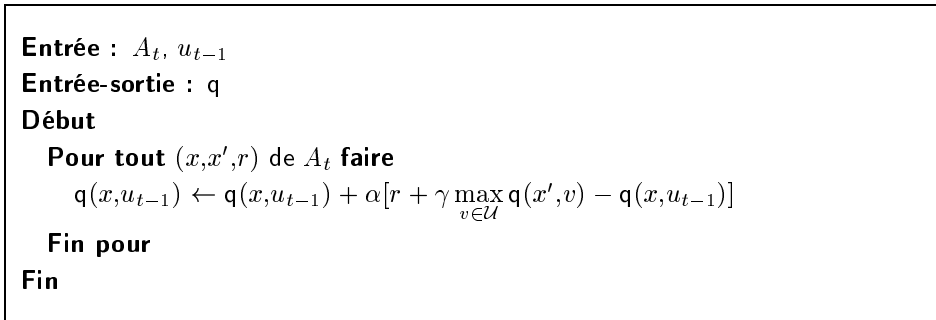 Entrée : A_t, u_{t−1}
Entrée-sortie : q
Début
Pour tout (x,x′,r) de A_t faire
q(x,u_{t−1}) ← q(x,u_{t−1}) + α[r + γ max_{v∈𝒰} q(x′,v) − q(x,u_{t−1})]
Fin pour
Fin